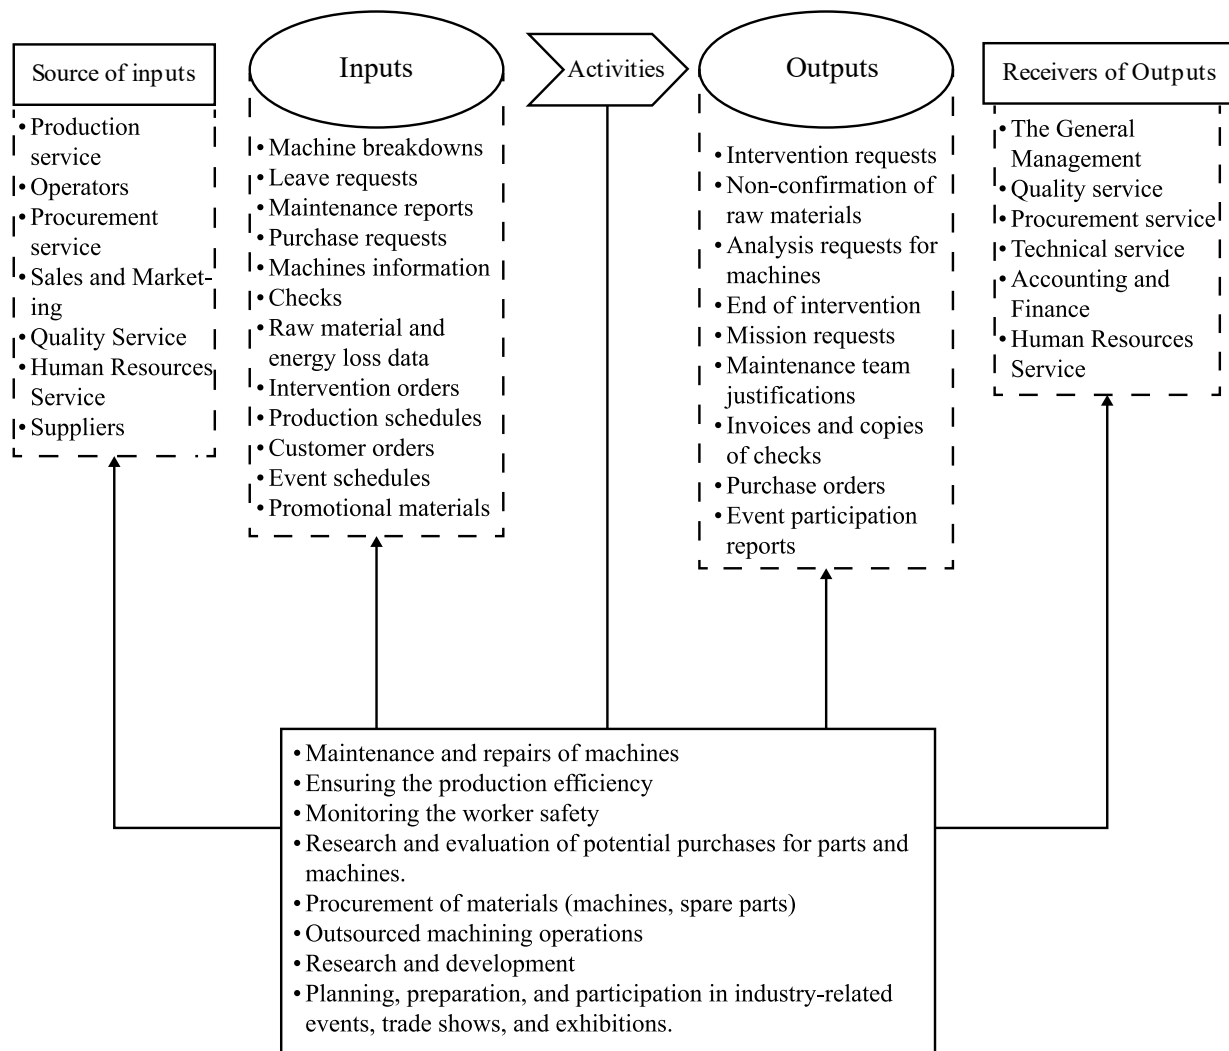 Source of inputs
• Production
service
• Operators
• Procurement
service
• Sales and Market-
ing
• Quality Service
• Human Resources
Service
• Suppliers
Inputs
• Machine breakdowns
• Leave requests
• Maintenance reports
• Purchase requests
• Machines information
• Checks
• Raw material and
energy loss data
• Intervention orders
• Production schedules
• Customer orders
• Event schedules
• Promotional materials
Activities
Outputs
• Intervention requests
• Non-confirmation of
raw materials
• Analysis requests for
machines
• End of intervention
• Mission requests
• Maintenance team
justifications
• Invoices and copies
of checks
• Purchase orders
• Event participation
reports
Receivers of Outputs
• The General
Management
• Quality service
• Procurement service
• Technical service
• Accounting and
Finance
• Human Resources
Service
• Maintenance and repairs of machines
• Ensuring the production efficiency
• Monitoring the worker safety
• Research and evaluation of potential purchases for parts and
machines.
• Procurement of materials (machines, spare parts)
• Outsourced machining operations
• Research and development
• Planning, preparation, and participation in industry-related
events, trade shows, and exhibitions.